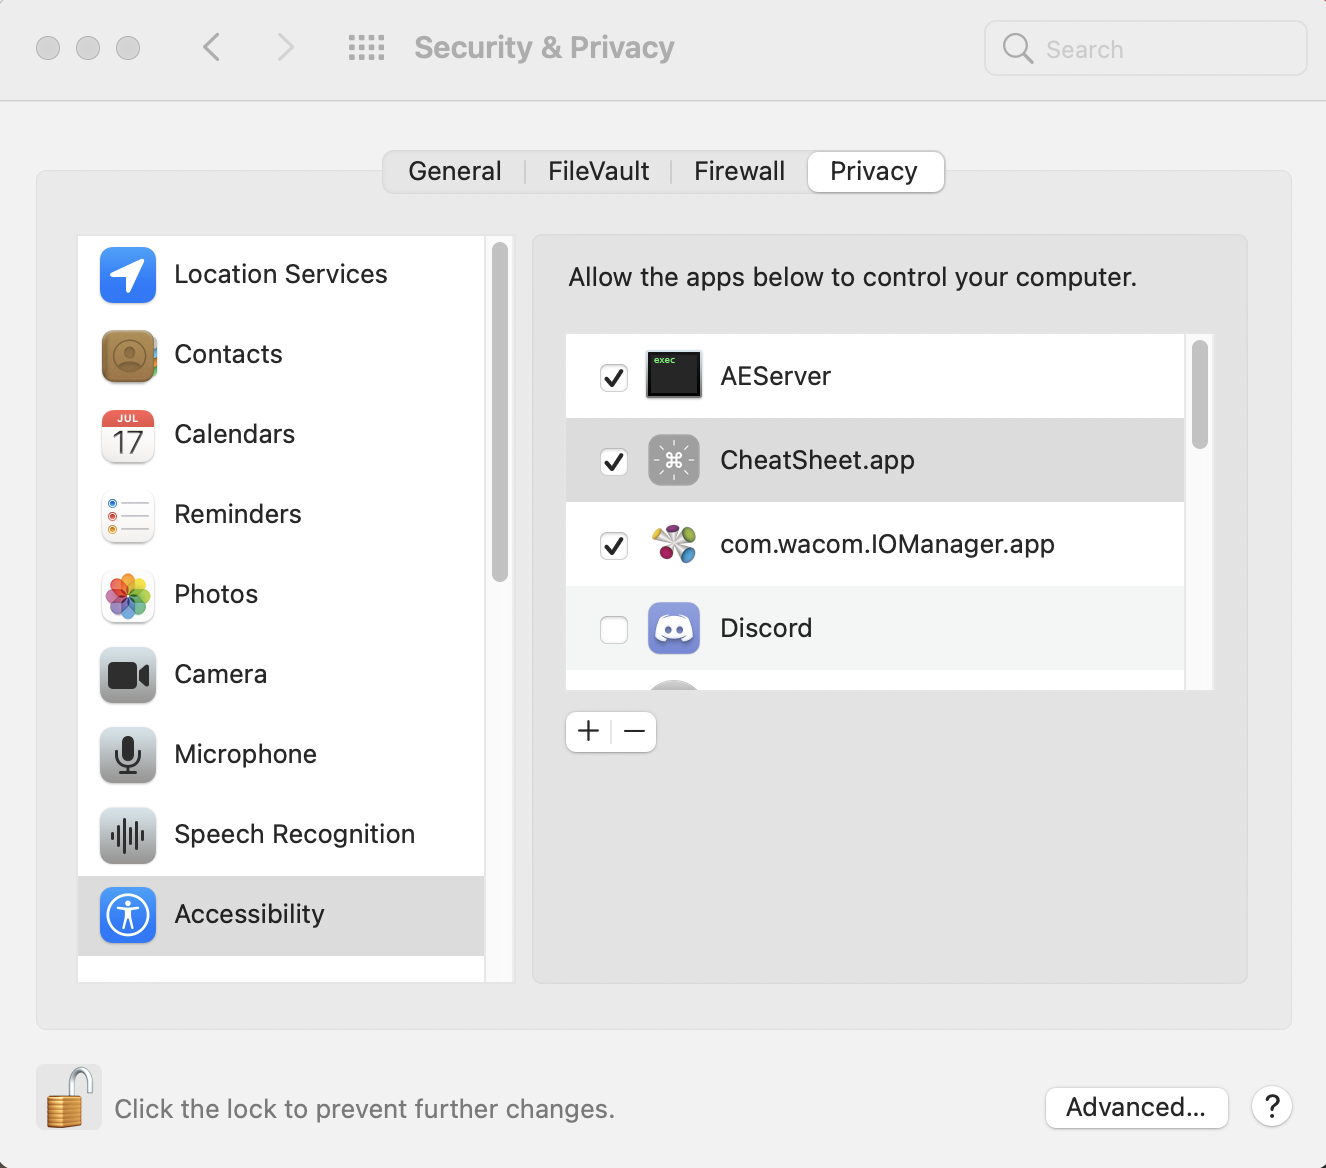 Security & Privacy
Search
General
FileVault
Firewall
Privacy
Location Services
Contacts
JUL
17
Calendars
Reminders
Photos
Camera
Microphone
Speech Recognition
Accessibility
Allow the apps below to control your computer.
exec
AEServer
⌘
CheatSheet.app
com.wacom.IOManager.app
Discord
+
−
Click the lock to prevent further changes.
Advanced...
?